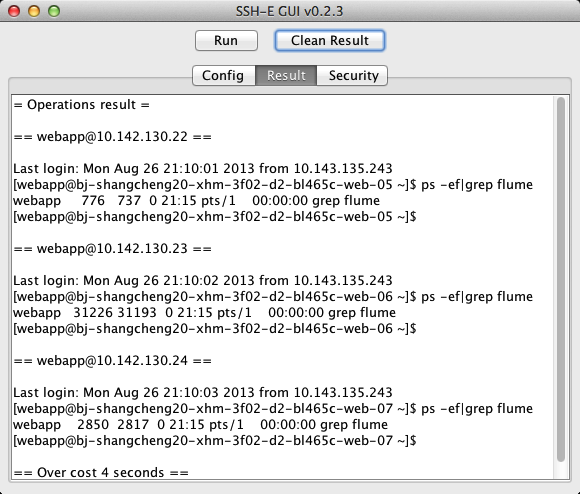 SSH-E GUI v0.2.3
Run Clean Result
Config Result Security
= Operations result =
== webapp@10.142.130.22 ==
Last login: Mon Aug 26 21:10:01 2013 from 10.143.135.243
[webapp@bj-shangcheng20-xhm-3f02-d2-bl465c-web-05 ~]$ ps -ef|grep flume
webapp 776 737 0 21:15 pts/1 00:00:00 grep flume
[webapp@bj-shangcheng20-xhm-3f02-d2-bl465c-web-05 ~]$
== webapp@10.142.130.23 ==
Last login: Mon Aug 26 21:10:02 2013 from 10.143.135.243
[webapp@bj-shangcheng20-xhm-3f02-d2-bl465c-web-06 ~]$ ps -ef|grep flume
webapp 31226 31193 0 21:15 pts/1 00:00:00 grep flume
[webapp@bj-shangcheng20-xhm-3f02-d2-bl465c-web-06 ~]$
== webapp@10.142.130.24 ==
Last login: Mon Aug 26 21:10:03 2013 from 10.143.135.243
[webapp@bj-shangcheng20-xhm-3f02-d2-bl465c-web-07 ~]$ ps -ef|grep flume
webapp 2850 2817 0 21:15 pts/1 00:00:00 grep flume
[webapp@bj-shangcheng20-xhm-3f02-d2-bl465c-web-07 ~]$
== Over cost 4 seconds ==